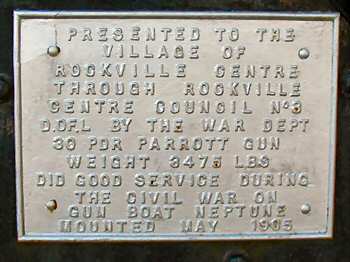 PRESENTED TO THE
VILLAGE OF
ROCKVILLE CENTRE
THROUGH ROCKVILLE
CENTRE COUNCIL Nº3
D.OF.L BY THE WAR DEPT
30 PDR PARROTT GUN
WEIGHT 3475 LBS
DID GOOD SERVICE DURING
THE CIVIL WAR ON
GUN BOAT NEPTUNE
MOUNTED MAY 1905